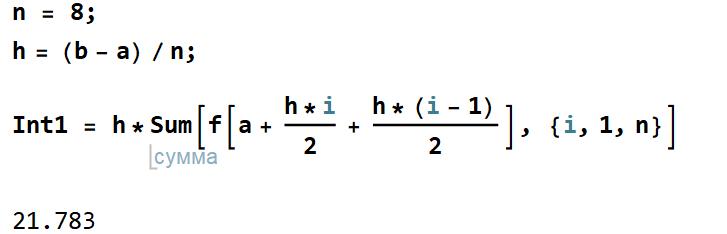 n = 8;
h = (b - a) / n;
Int1 = h * Sum[f[a + (h * i)/2 + (h * (i - 1))/2], {i, 1, n}]
сумма
21.783